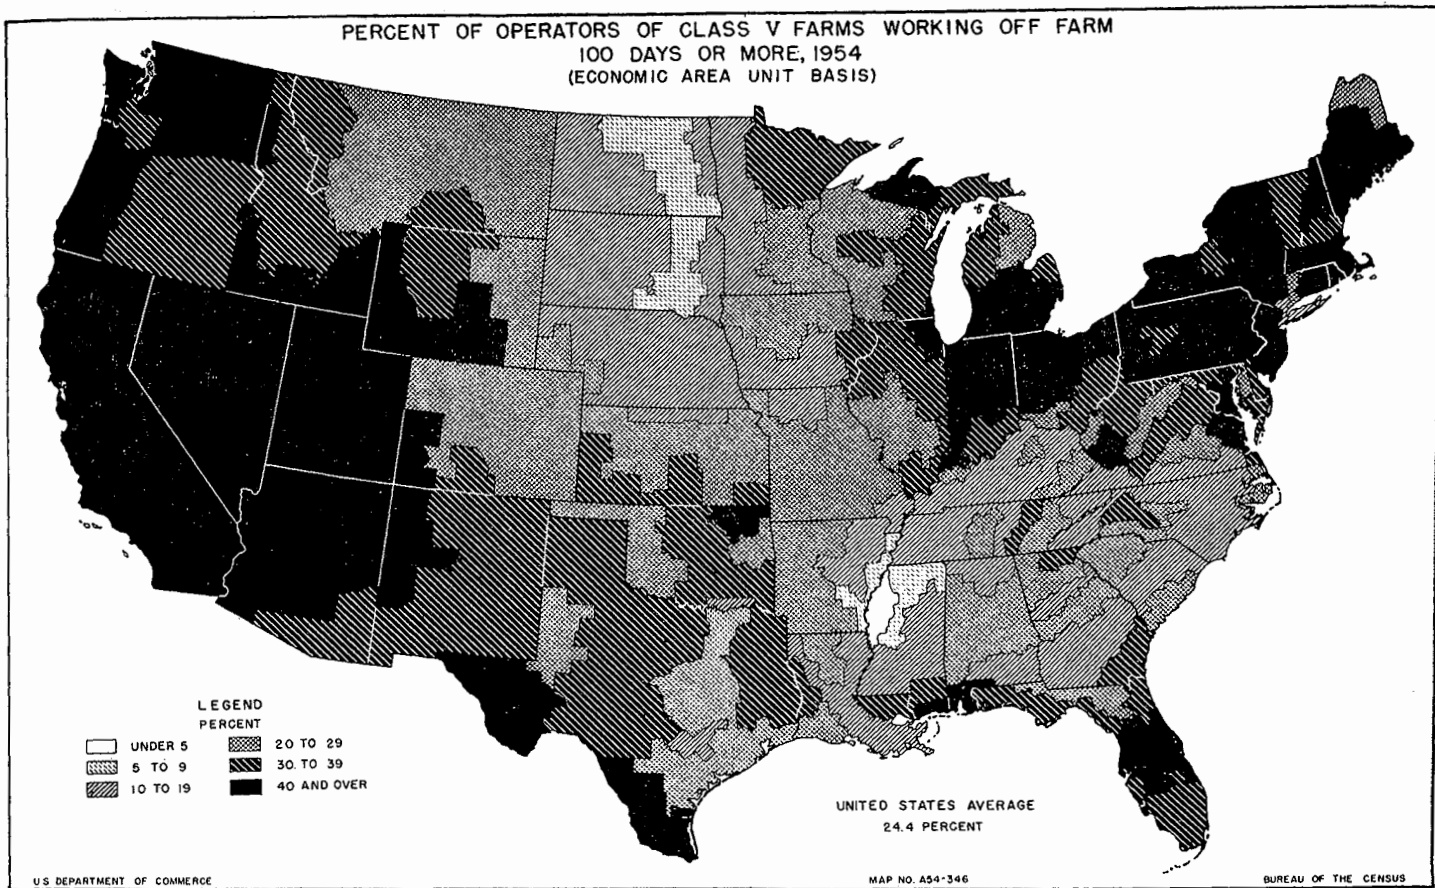 PERCENT OF OPERATORS OF CLASS V FARMS WORKING OFF FARM
100 DAYS OR MORE, 1954
(ECONOMIC AREA UNIT BASIS)
LEGEND
PERCENT
UNDER 5
5 TO 9
10 TO 19
20 TO 29
30 TO 39
40 AND OVER
UNITED STATES AVERAGE
24.4 PERCENT
U S DEPARTMENT OF COMMERCE
MAP NO. A54-346
BUREAU OF THE CENSUS